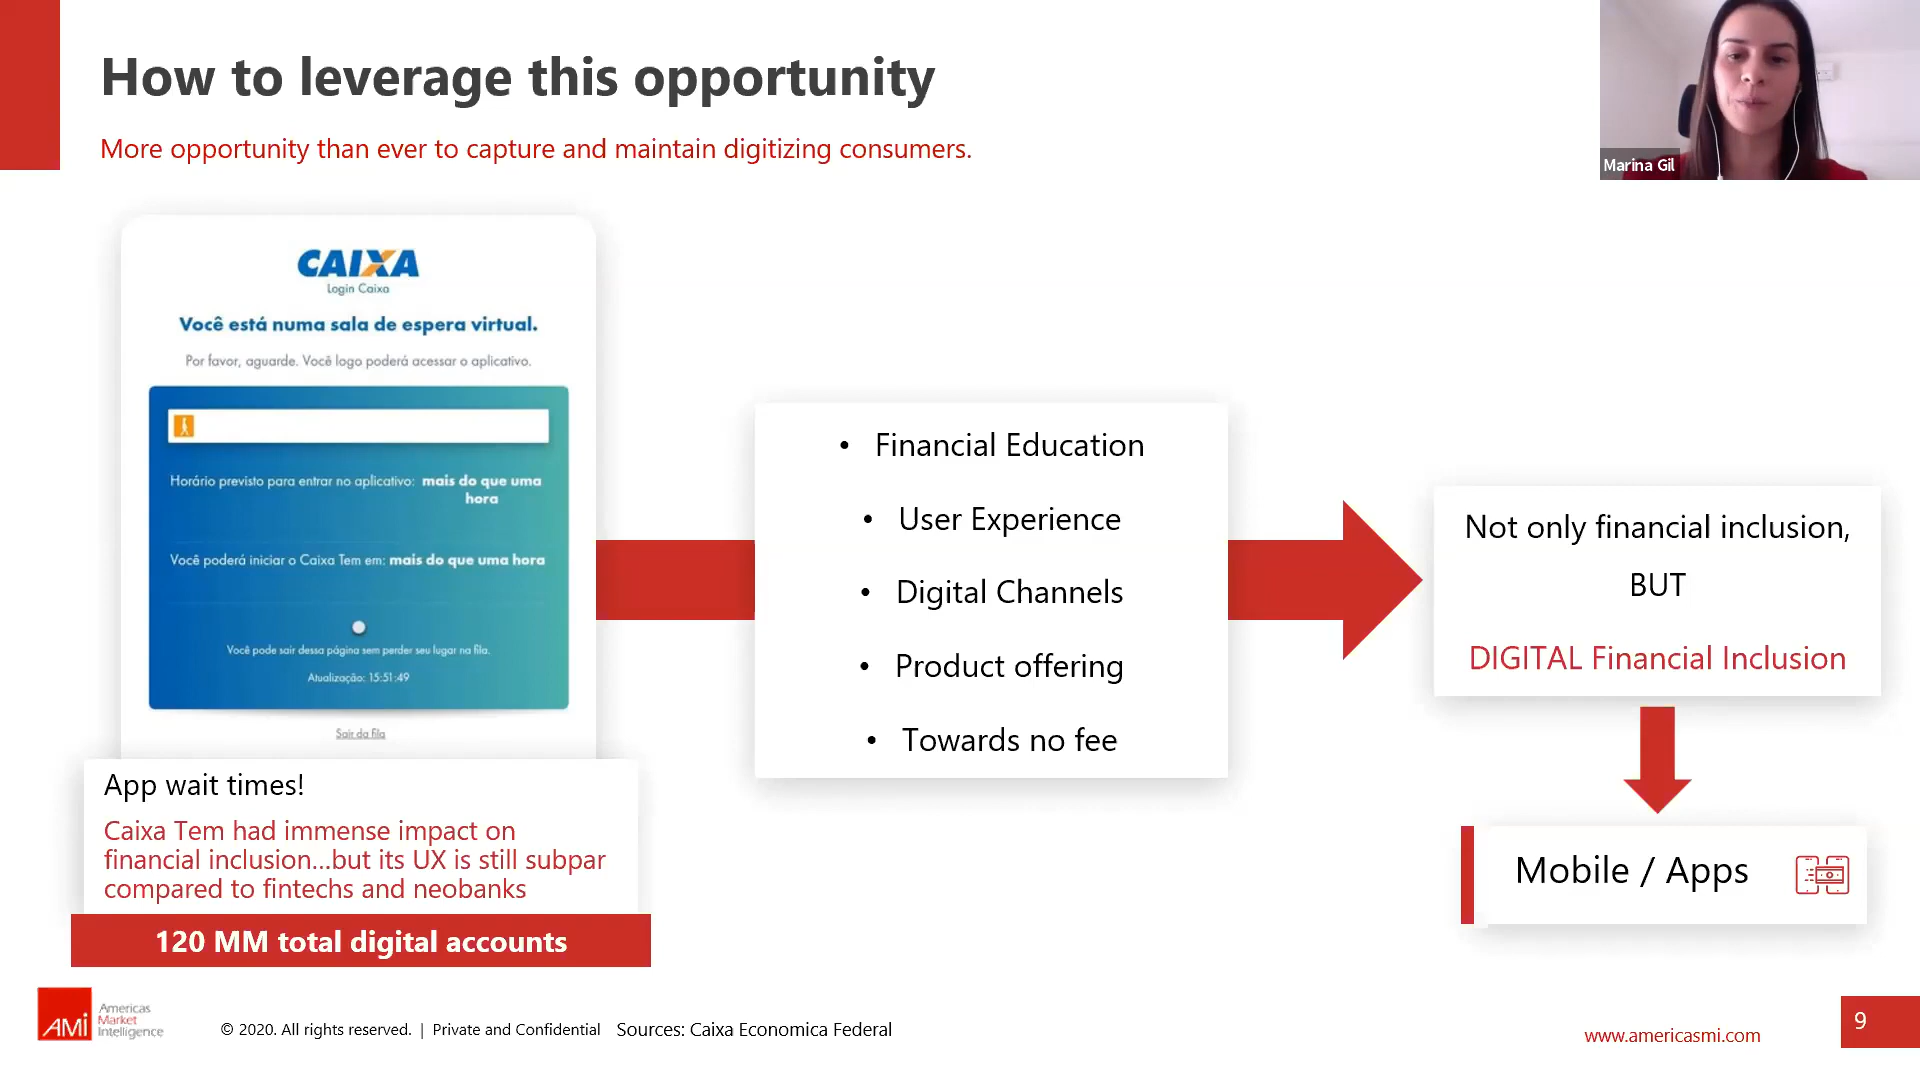 How to leverage this opportunity
More opportunity than ever to capture and maintain digitizing consumers.
Marina Gil
CAIXA
Login Caixa
Você está numa sala de espera virtual.
Por favor, aguarde. Você logo poderá acessar o aplicativo.
Horário previsto para entrar no aplicativo: mais do que uma
hora
Você poderá iniciar o Caixa Tem em: mais do que uma hora
Você pode sair dessa página sem perder seu lugar na fila.
Atualização: 15:51:49
Sair da fila
App wait times!
Caixa Tem had immense impact on
financial inclusion...but its UX is still subpar
compared to fintechs and neobanks
120 MM total digital accounts
• Financial Education
• User Experience
• Digital Channels
• Product offering
• Towards no fee
Not only financial inclusion,
BUT
DIGITAL Financial Inclusion
Mobile / Apps
AMi
Americas
Market
Intelligence
© 2020. All rights reserved. | Private and Confidential
Sources: Caixa Economica Federal
www.americasmi.com
9